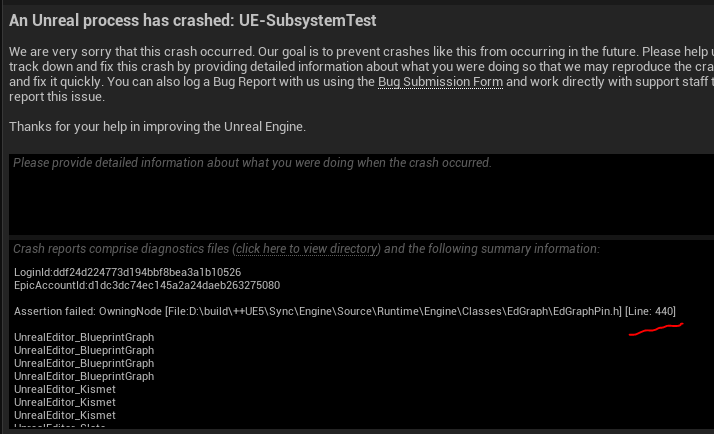 An Unreal process has crashed: UE-SubsystemTest
We are very sorry that this crash occurred. Our goal is to prevent crashes like this from occurring in the future. Please help
track down and fix this crash by providing detailed information about what you were doing so that we may reproduce the
and fix it quickly. You can also log a Bug Report with us using the Bug Submission Form and work directly with support staff
report this issue.
Thanks for your help in improving the Unreal Engine.
Please provide detailed information about what you were doing when the crash occurred.
Crash reports comprise diagnostics files (click here to view directory) and the following summary information:
LoginId:ddf24d224773d194bbf8bea3a1b10526
EpicAccountId:d1dc3dc74ec145a2a24daeb263275080
Assertion failed: OwningNode [File:D:\build\++UE5\Sync\Engine\Source\Runtime\Engine\Classes\EdGraph\EdGraphPin.h] [Line: 440]
UnrealEditor_BlueprintGraph
UnrealEditor_BlueprintGraph
UnrealEditor_BlueprintGraph
UnrealEditor_BlueprintGraph
UnrealEditor_Kismet
UnrealEditor_Kismet
UnrealEditor_Kismet